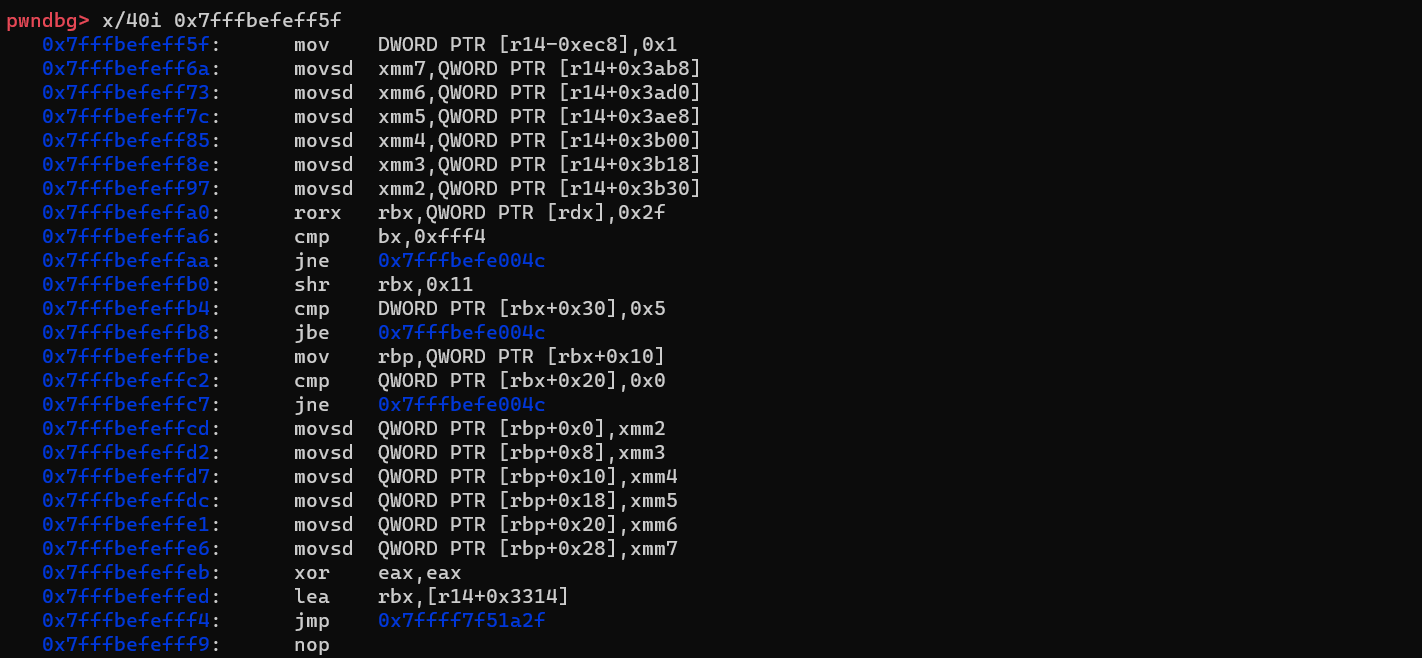 pwndbg> x/40i 0x7fffbefeff5f
0x7fffbefeff5f: mov DWORD PTR [r14-0xec8],0x1
0x7fffbefeff6a: movsd xmm7,QWORD PTR [r14+0x3ab8]
0x7fffbefeff73: movsd xmm6,QWORD PTR [r14+0x3ad0]
0x7fffbefeff7c: movsd xmm5,QWORD PTR [r14+0x3ae8]
0x7fffbefeff85: movsd xmm4,QWORD PTR [r14+0x3b00]
0x7fffbefeff8e: movsd xmm3,QWORD PTR [r14+0x3b18]
0x7fffbefeff97: movsd xmm2,QWORD PTR [r14+0x3b30]
0x7fffbefeffa0: rorx rbx,QWORD PTR [rdx],0x2f
0x7fffbefeffa6: cmp bx,0xfff4
0x7fffbefeffaa: jne 0x7fffbefe004c
0x7fffbefeffb0: shr rbx,0x11
0x7fffbefeffb4: cmp DWORD PTR [rbx+0x30],0x5
0x7fffbefeffb8: jbe 0x7fffbefe004c
0x7fffbefeffbe: mov rbp,QWORD PTR [rbx+0x10]
0x7fffbefeffc2: cmp QWORD PTR [rbx+0x20],0x0
0x7fffbefeffc7: jne 0x7fffbefe004c
0x7fffbefeffcd: movsd QWORD PTR [rbp+0x0],xmm2
0x7fffbefeffd2: movsd QWORD PTR [rbp+0x8],xmm3
0x7fffbefeffd7: movsd QWORD PTR [rbp+0x10],xmm4
0x7fffbefeffdc: movsd QWORD PTR [rbp+0x18],xmm5
0x7fffbefeffe1: movsd QWORD PTR [rbp+0x20],xmm6
0x7fffbefeffe6: movsd QWORD PTR [rbp+0x28],xmm7
0x7fffbefeffeb: xor eax,eax
0x7fffbefeffed: lea rbx,[r14+0x3314]
0x7fffbefefff4: jmp 0x7ffff7f51a2f
0x7fffbefefff9: nop